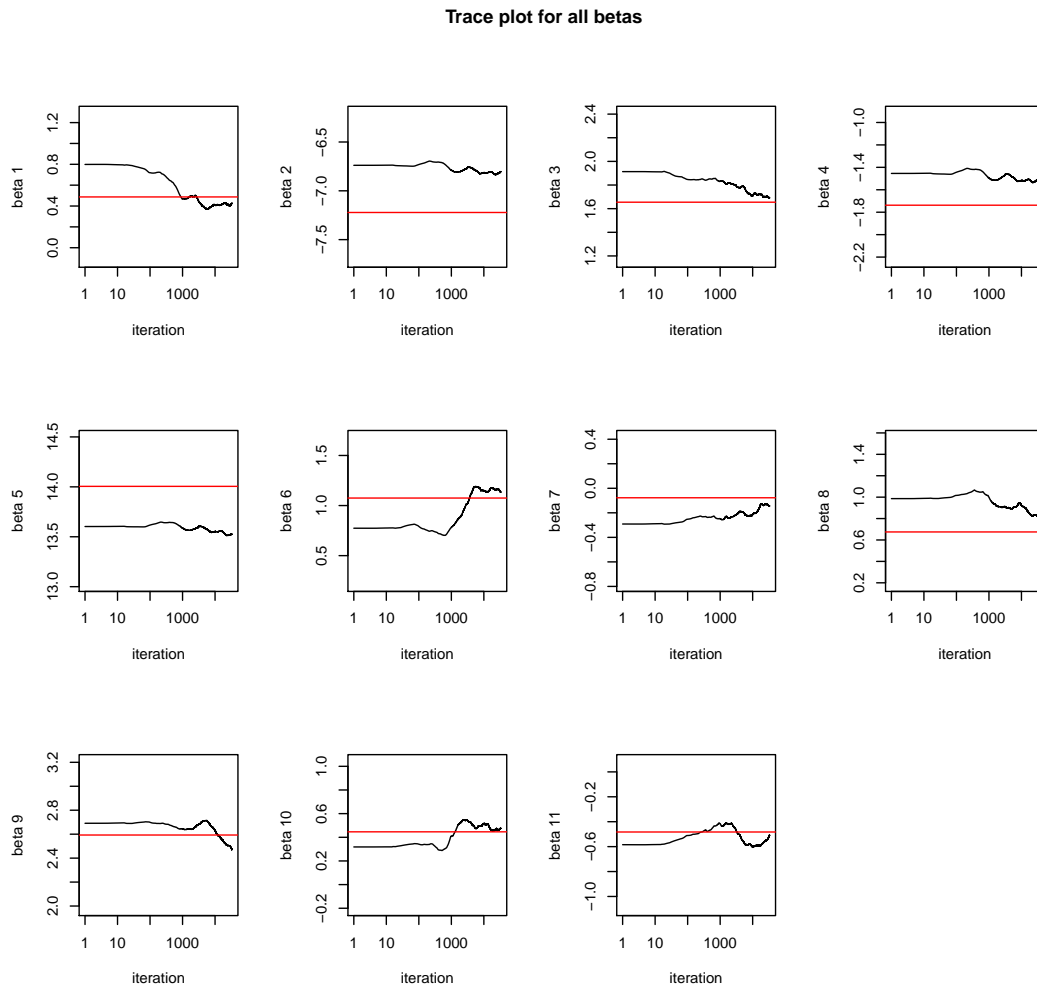 Trace plot for all betas
beta 1
0.0 0.4 0.8 1.2
1 10 1000
iteration
beta 2
−7.5 −7.0 −6.5
1 10 1000
iteration
beta 3
1.2 1.6 2.0 2.4
1 10 1000
iteration
beta 4
−2.2 −1.8 −1.4 −1.0
1 10 1000
iteration
beta 5
13.0 13.5 14.0 14.5
1 10 1000
iteration
beta 6
0.5 1.0 1.5
1 10 1000
iteration
beta 7
−0.8 −0.4 0.0 0.4
1 10 1000
iteration
beta 8
0.2 0.6 1.0 1.4
1 10 1000
iteration
beta 9
2.0 2.4 2.8 3.2
1 10 1000
iteration
beta 10
−0.2 0.2 0.6 1.0
1 10 1000
iteration
beta 11
−1.0 −0.6 −0.2
1 10 1000
iteration